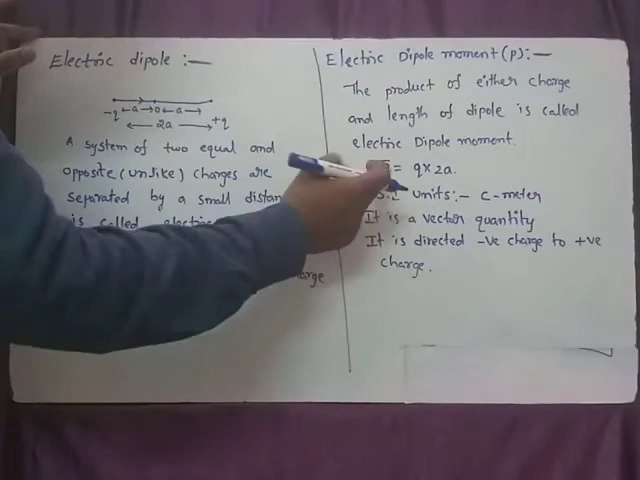 Electric dipole :—
-q ←a→ o ←a→ +q
← 2a →
A system of two equal and
opposite (unlike) charges are
separated by a small distan
is called electric
arge
Electric Dipole moment (p):—
The product of either charge
and length of dipole is called
electric Dipole moment.
= q×2a.
units:- C-meter
It is a vector quantity
It is directed -ve charge to +ve
charge.